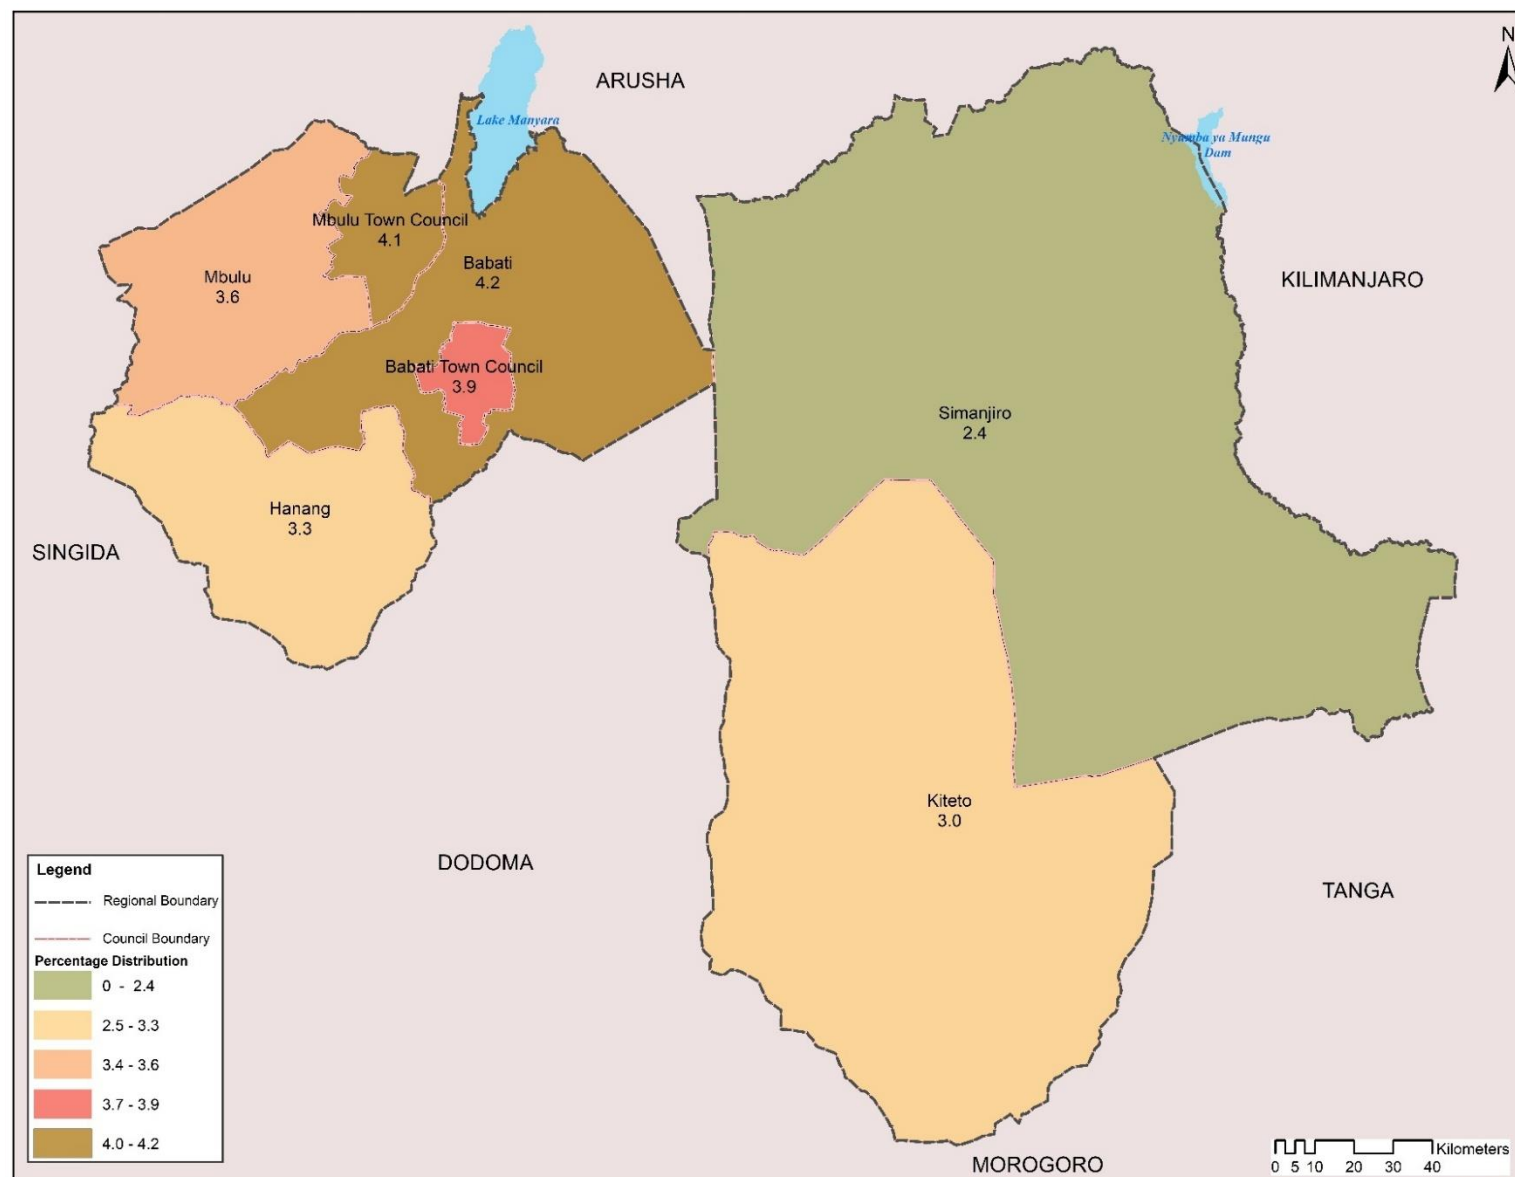 N
ARUSHA
Lake Manyara
Nyumba ya Mungu
Dam
Mbulu Town Council
4.1
Babati
4.2
Mbulu
3.6
KILIMANJARO
Babati Town Council
3.9
Simanjiro
2.4
Hanang
3.3
SINGIDA
Kiteto
3.0
DODOMA
TANGA
MOROGORO
Legend
Regional Boundary
Council Boundary
Percentage Distribution
0 - 2.4
2.5 - 3.3
3.4 - 3.6
3.7 - 3.9
4.0 - 4.2
Kilometers
0 5 10 20 30 40